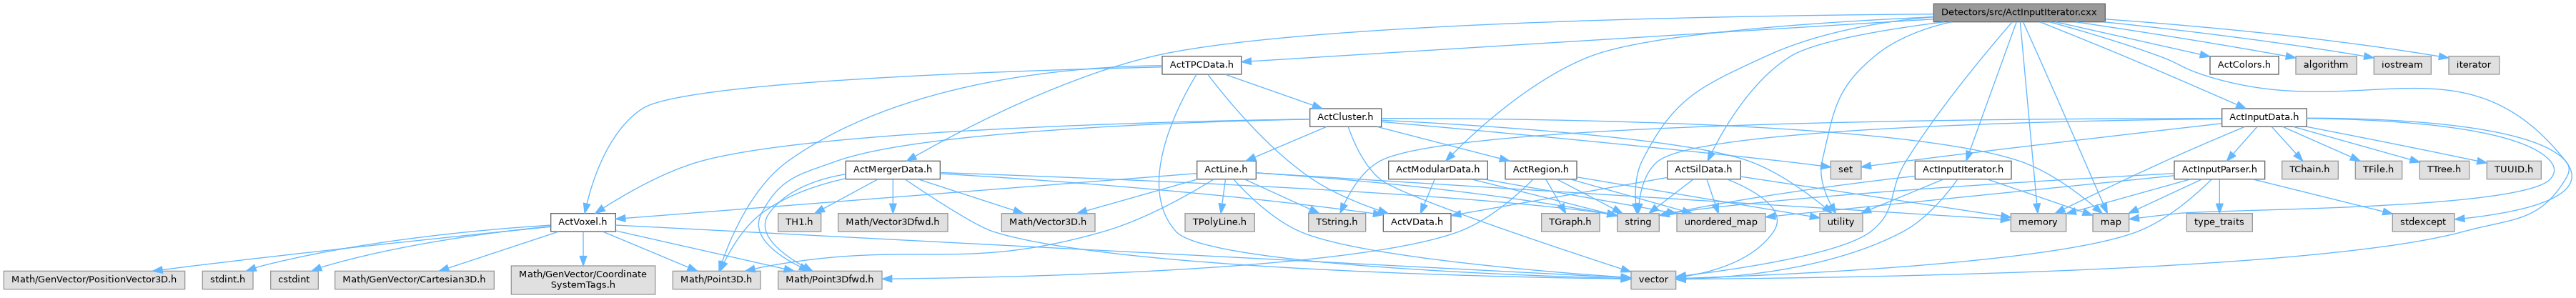 Detectors/src/ActInputIterator.cxx
ActTPCData.h
ActColors.h
algorithm
iostream
iterator
ActCluster.h
ActInputData.h
ActMergerData.h
ActLine.h
ActModularData.h
ActRegion.h
ActSilData.h
set
ActInputIterator.h
ActInputParser.h
TChain.h
TFile.h
TTree.h
TUUID.h
ActVoxel.h
TH1.h
Math/Vector3Dfwd.h
Math/Vector3D.h
TPolyLine.h
TString.h
ActVData.h
TGraph.h
string
unordered_map
utility
memory
map
type_traits
stdexcept
Math/GenVector/PositionVector3D.h
stdint.h
cstdint
Math/GenVector/Cartesian3D.h
Math/GenVector/Coordinate
SystemTags.h
Math/Point3D.h
Math/Point3Dfwd.h
vector